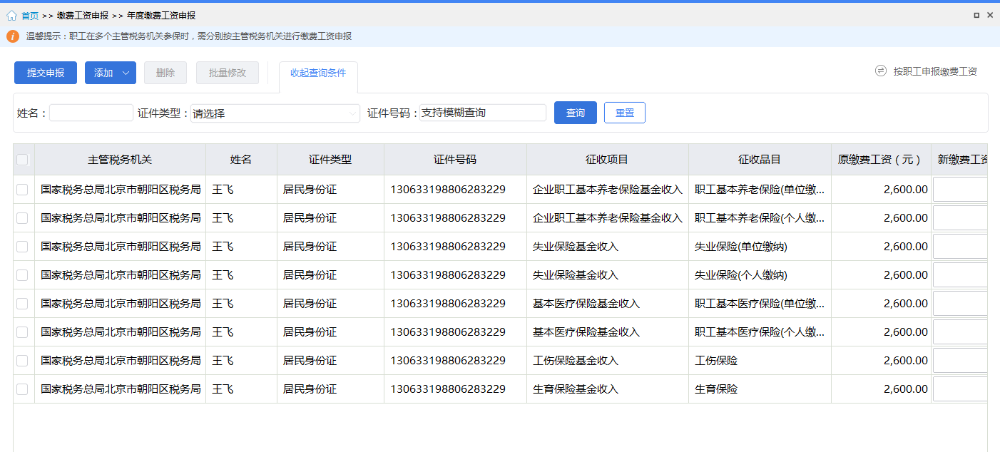 首页 >> 缴费工资申报 >> 年度缴费工资申报
温馨提示：职工在多个主管税务机关参保时，需分别按主管税务机关进行缴费工资申报
提交申报 添加 删除 批量修改 收起查询条件 按职工申报缴费工资
姓名： 证件类型：请选择 证件号码：支持模糊查询 查询 重置
主管税务机关 姓名 证件类型 证件号码 征收项目 征收品目 原缴费工资（元） 新缴费工资
国家税务总局北京市朝阳区税务局 王飞 居民身份证 130633198806283229 企业职工基本养老保险基金收入 职工基本养老保险(单位缴... 2,600.00
国家税务总局北京市朝阳区税务局 王飞 居民身份证 130633198806283229 企业职工基本养老保险基金收入 职工基本养老保险(个人缴... 2,600.00
国家税务总局北京市朝阳区税务局 王飞 居民身份证 130633198806283229 失业保险基金收入 失业保险(单位缴纳) 2,600.00
国家税务总局北京市朝阳区税务局 王飞 居民身份证 130633198806283229 失业保险基金收入 失业保险(个人缴纳) 2,600.00
国家税务总局北京市朝阳区税务局 王飞 居民身份证 130633198806283229 基本医疗保险基金收入 职工基本医疗保险(单位缴... 2,600.00
国家税务总局北京市朝阳区税务局 王飞 居民身份证 130633198806283229 基本医疗保险基金收入 职工基本医疗保险(个人缴... 2,600.00
国家税务总局北京市朝阳区税务局 王飞 居民身份证 130633198806283229 工伤保险基金收入 工伤保险 2,600.00
国家税务总局北京市朝阳区税务局 王飞 居民身份证 130633198806283229 生育保险基金收入 生育保险 2,600.00